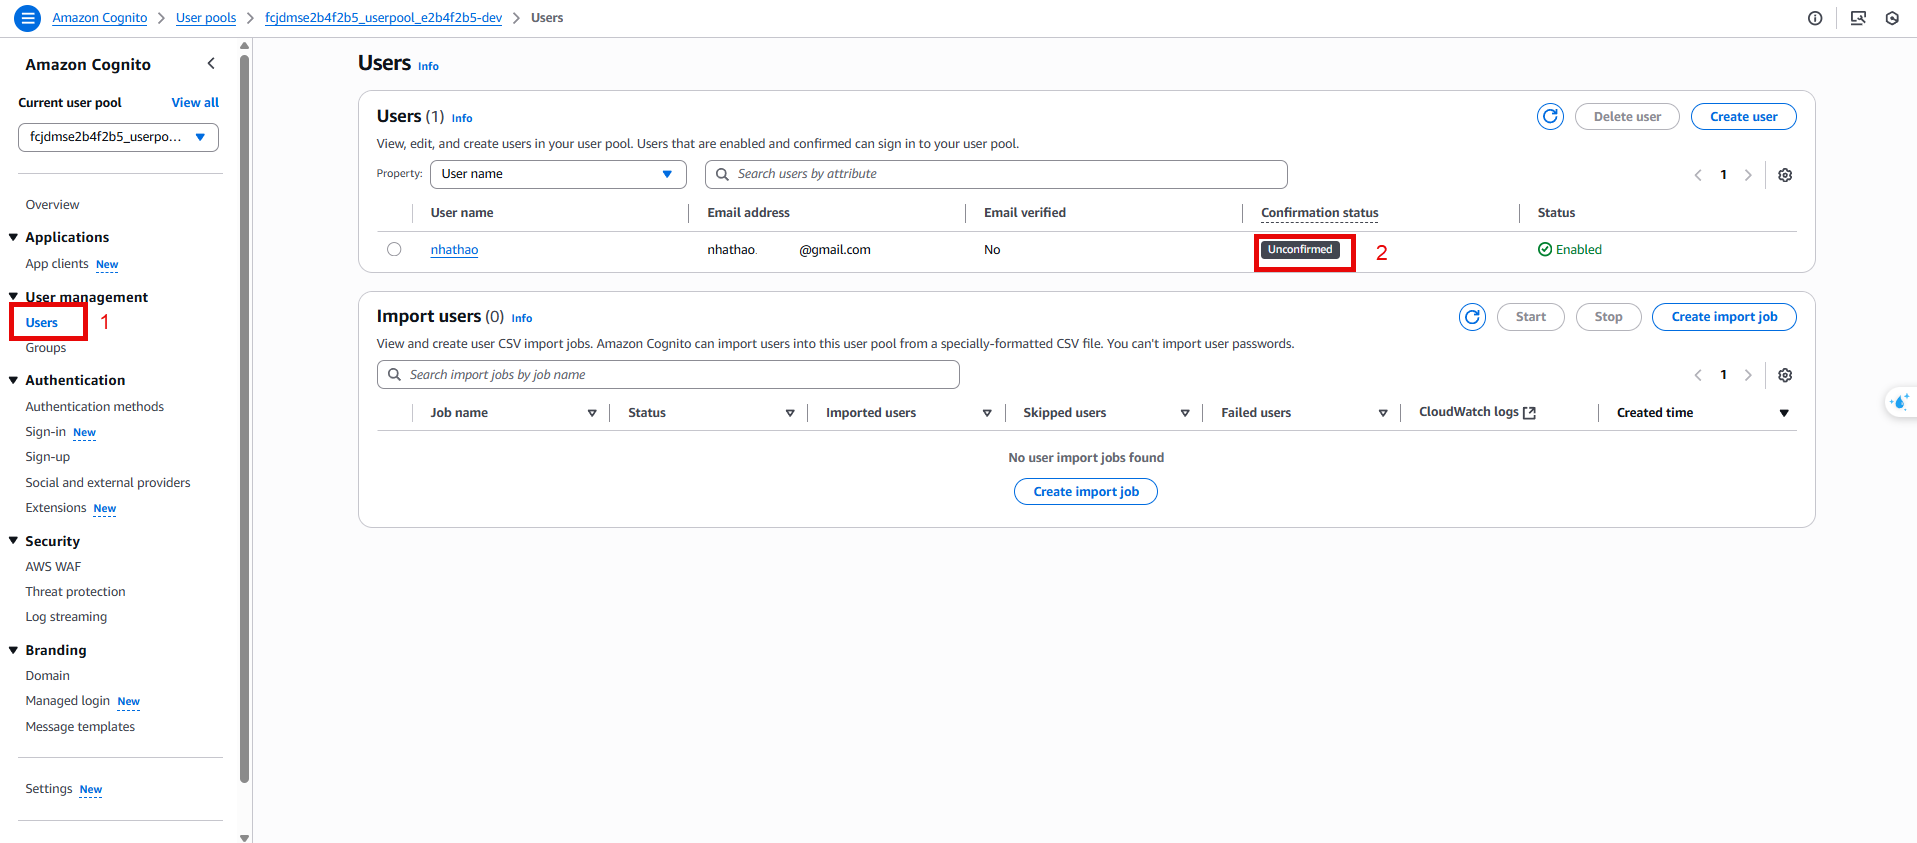 Amazon Cognito > User pools > fcjdmse2b4f2b5_userpool_e2b4f2b5-dev > Users
Amazon Cognito
Current user pool View all
fcjdmse2b4f2b5_userpo...
Overview
Applications
App clients New
User management
Users 1
Groups
Authentication
Authentication methods
Sign-in New
Sign-up
Social and external providers
Extensions New
Security
AWS WAF
Threat protection
Log streaming
Branding
Domain
Managed login New
Message templates
Settings New
Users Info
Users (1) Info
Delete user Create user
View, edit, and create users in your user pool. Users that are enabled and confirmed can sign in to your user pool.
Property: User name Search users by attribute 1
User name Email address Email verified Confirmation status Status
nhathao nhathao. @gmail.com No Unconfirmed 2 Enabled
Import users (0) Info
Start Stop Create import job
View and create user CSV import jobs. Amazon Cognito can import users into this user pool from a specially-formatted CSV file. You can't import user passwords.
Search import jobs by job name 1
Job name Status Imported users Skipped users Failed users CloudWatch logs Created time
No user import jobs found
Create import job